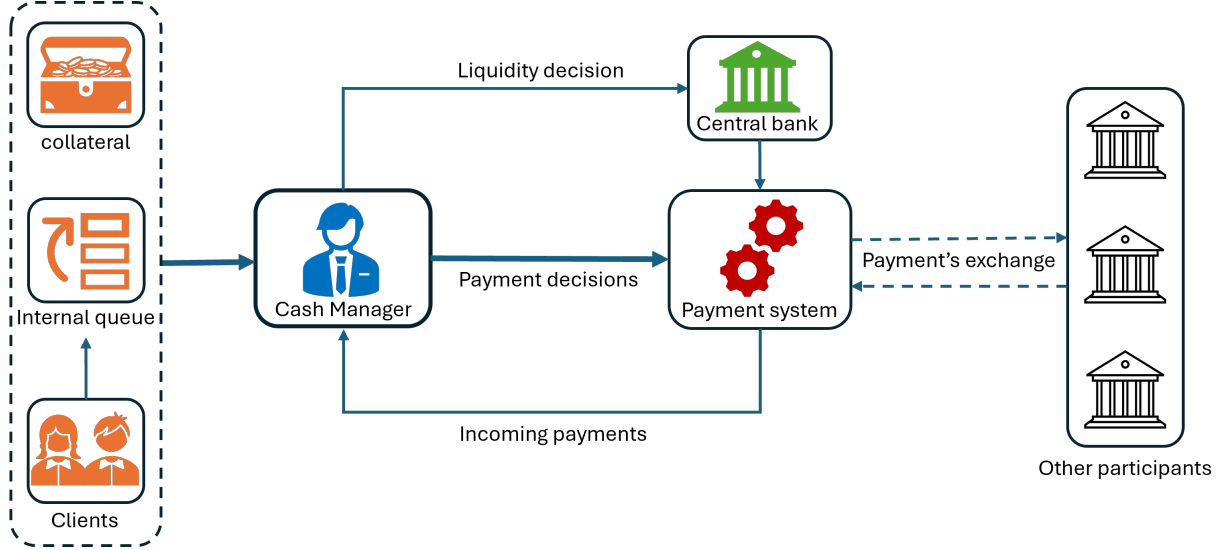 collateral
Internal queue
Clients
Liquidity decision
Central bank
Cash Manager
Payment decisions
Payment system
Payment's exchange
Incoming payments
Other participants